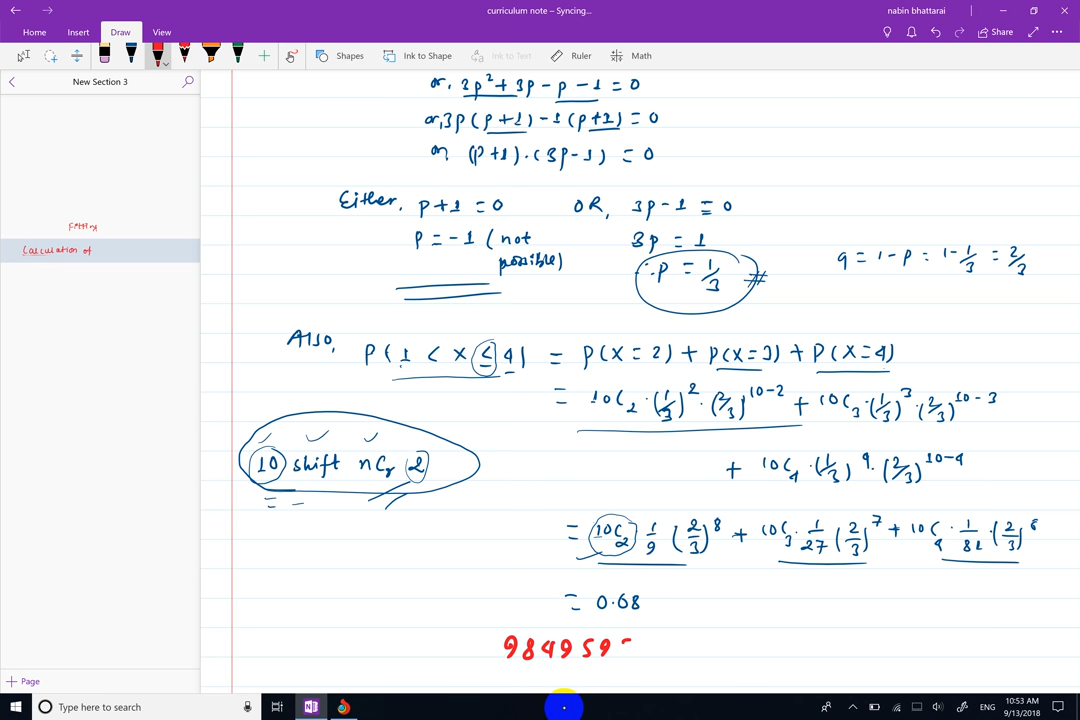 curriculum note – Syncing...
nabin bhattarai
Home Insert Draw View
Share
Shapes Ink to Shape Ink to Text Ruler Math
New Section 3
Calculation of
Page
or, 3p² + 3p - p - 1 = 0
or, 3p(p+1) - 1(p+1) = 0
or, (p+1)·(3p-1) = 0
Either, p+1 = 0 OR, 3p-1 = 0
p = -1 (not possible) 3p = 1
∴ p = 1/3
q = 1-p = 1-1/3 = 2/3
Also, P(1 < x ≤ 4) = P(X=2) + P(X=3) + P(X=4)
= 10C2·(1/3)²·(2/3)^10-2 + 10C3·(1/3)³·(2/3)^10-3
+ 10C4·(1/3)^4·(2/3)^10-4
10 shift nCr 2
= 10C2 1/9 (2/3)^8 + 10C3·1/27 (2/3)^7 + 10C4·1/81·(2/3)^6
= 0.68
984959
Type here to search
ENG
10:53 AM
9/13/2018